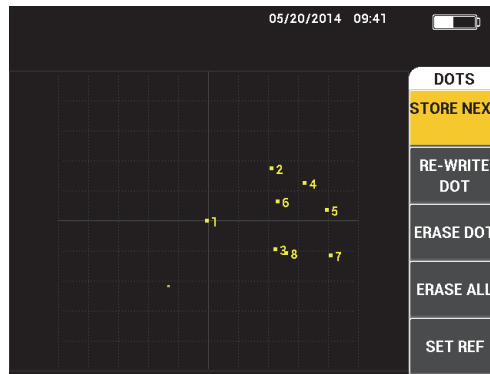 05/20/2014 09:41
DOTS
STORE NEX
2
RE-WRITE
DOT
4
6
5
1
ERASE DOT
3 8
7
ERASE ALL
SET REF